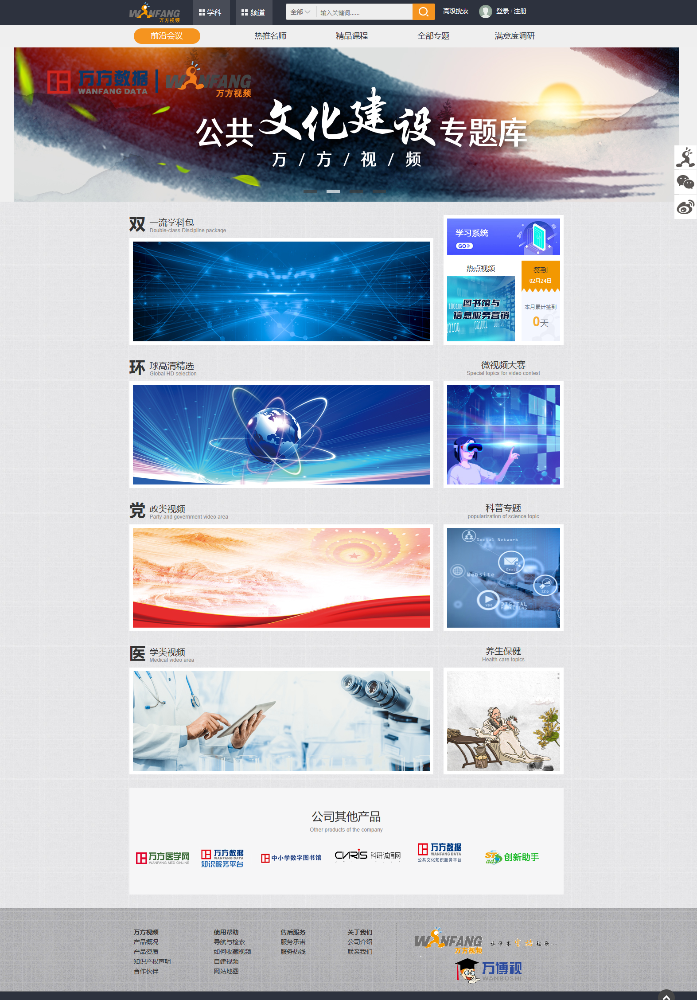 WANFANG
万方视频
学科
频道
全部
输入关键词......
高级搜索
登录 / 注册
前沿会议
热推名师
精品课程
全部专题
满意度调研
万方数据
WANFANG DATA
WANFANG
万方视频
公共文化建设专题库
万 / 方 / 视 / 频
双
一流学科包
Double-class Discipline package
学习系统
GO
热点视频
图书馆与
信息服务营销
签到
02月24日
本月累计签到
0天
环
球高清精选
Global HD selection
微视频大赛
Special topics for video contest
党
政类视频
Party and government video area
科普专题
popularization of science topic
Social Network
Email
Website
SEO
VDO
DIGITAL
MARKETING
医
学类视频
Medical video area
养生保健
Health care topics
公司其他产品
Other products of the company
万方医学网
WANFANG MED ONLINE
万方数据
WANFANG DATA
知识服务平台
中小学数字图书馆
科研诚信网
万方数据
WANFANG DATA
公共文化知识服务平台
创新助手
万方视频
产品概况
产品资质
知识产权声明
合作伙伴
使用帮助
导航与检索
如何收藏视频
自建视频
网站地图
售后服务
服务承诺
服务热线
关于我们
公司介绍
联系我们
WANFANG
万方视频
让学术育动起来...
万博视
WANBOSHI